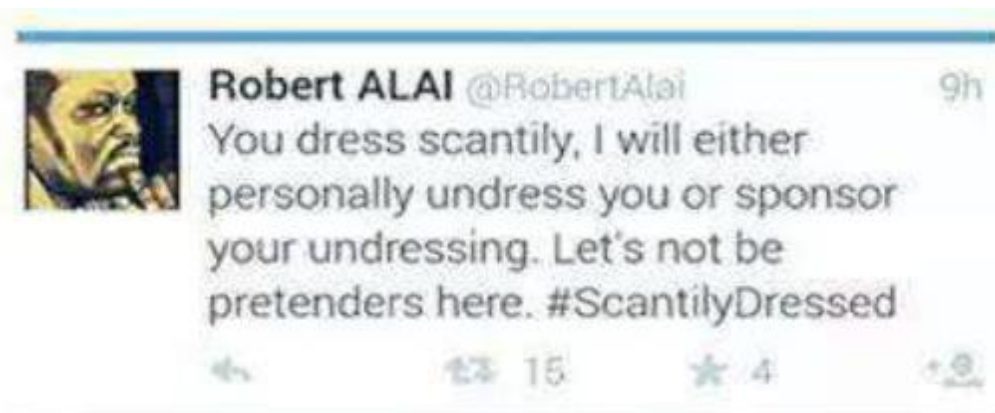 Robert ALAI @RobertAlai 9h
You dress scantily, I will either
personally undress you or sponsor
your undressing. Let's not be
pretenders here. #ScantilyDressed
15 4